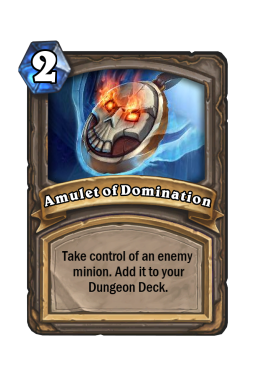 2
Amulet of Domination
Take control of an enemy
minion. Add it to your
Dungeon Deck.